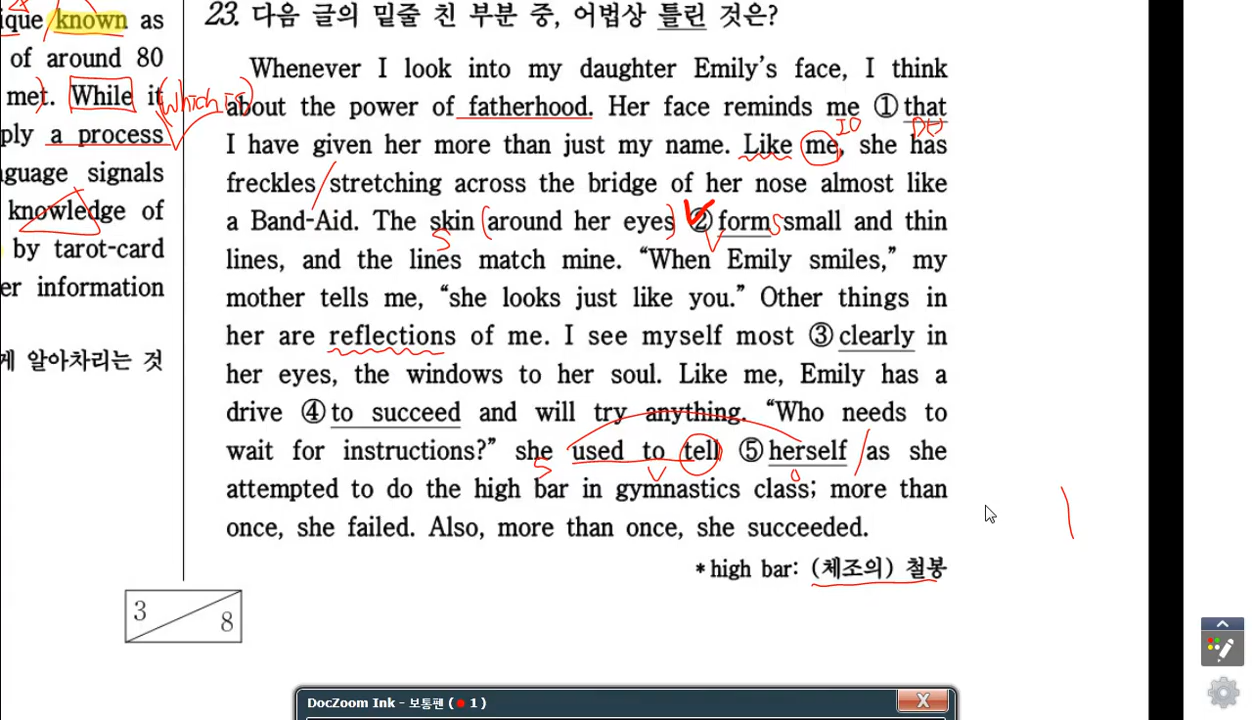 ique known as
of around 80
met. While it
ply a process
nguage signals
knowledge of
by tarot-card
er information
게 알아차리는 것
(which is)
23. 다음 글의 밑줄 친 부분 중, 어법상 틀린 것은?
Whenever I look into my daughter Emily's face, I think
about the power of fatherhood. Her face reminds me ① that
IO
DO
I have given her more than just my name. Like me, she has
freckles stretching across the bridge of her nose almost like
a Band-Aid. The skin (around her eyes) ② forms small and thin
S
V
lines, and the lines match mine. “When Emily smiles,” my
mother tells me, “she looks just like you.” Other things in
her are reflections of me. I see myself most ③ clearly in
her eyes, the windows to her soul. Like me, Emily has a
drive ④ to succeed and will try anything. “Who needs to
wait for instructions?” she used to tell ⑤ herself as she
S
V
O
attempted to do the high bar in gymnastics class; more than
once, she failed. Also, more than once, she succeeded.
* high bar: (체조의) 철봉
3
8
DocZoom Ink - 보통펜 ( 1 )
X